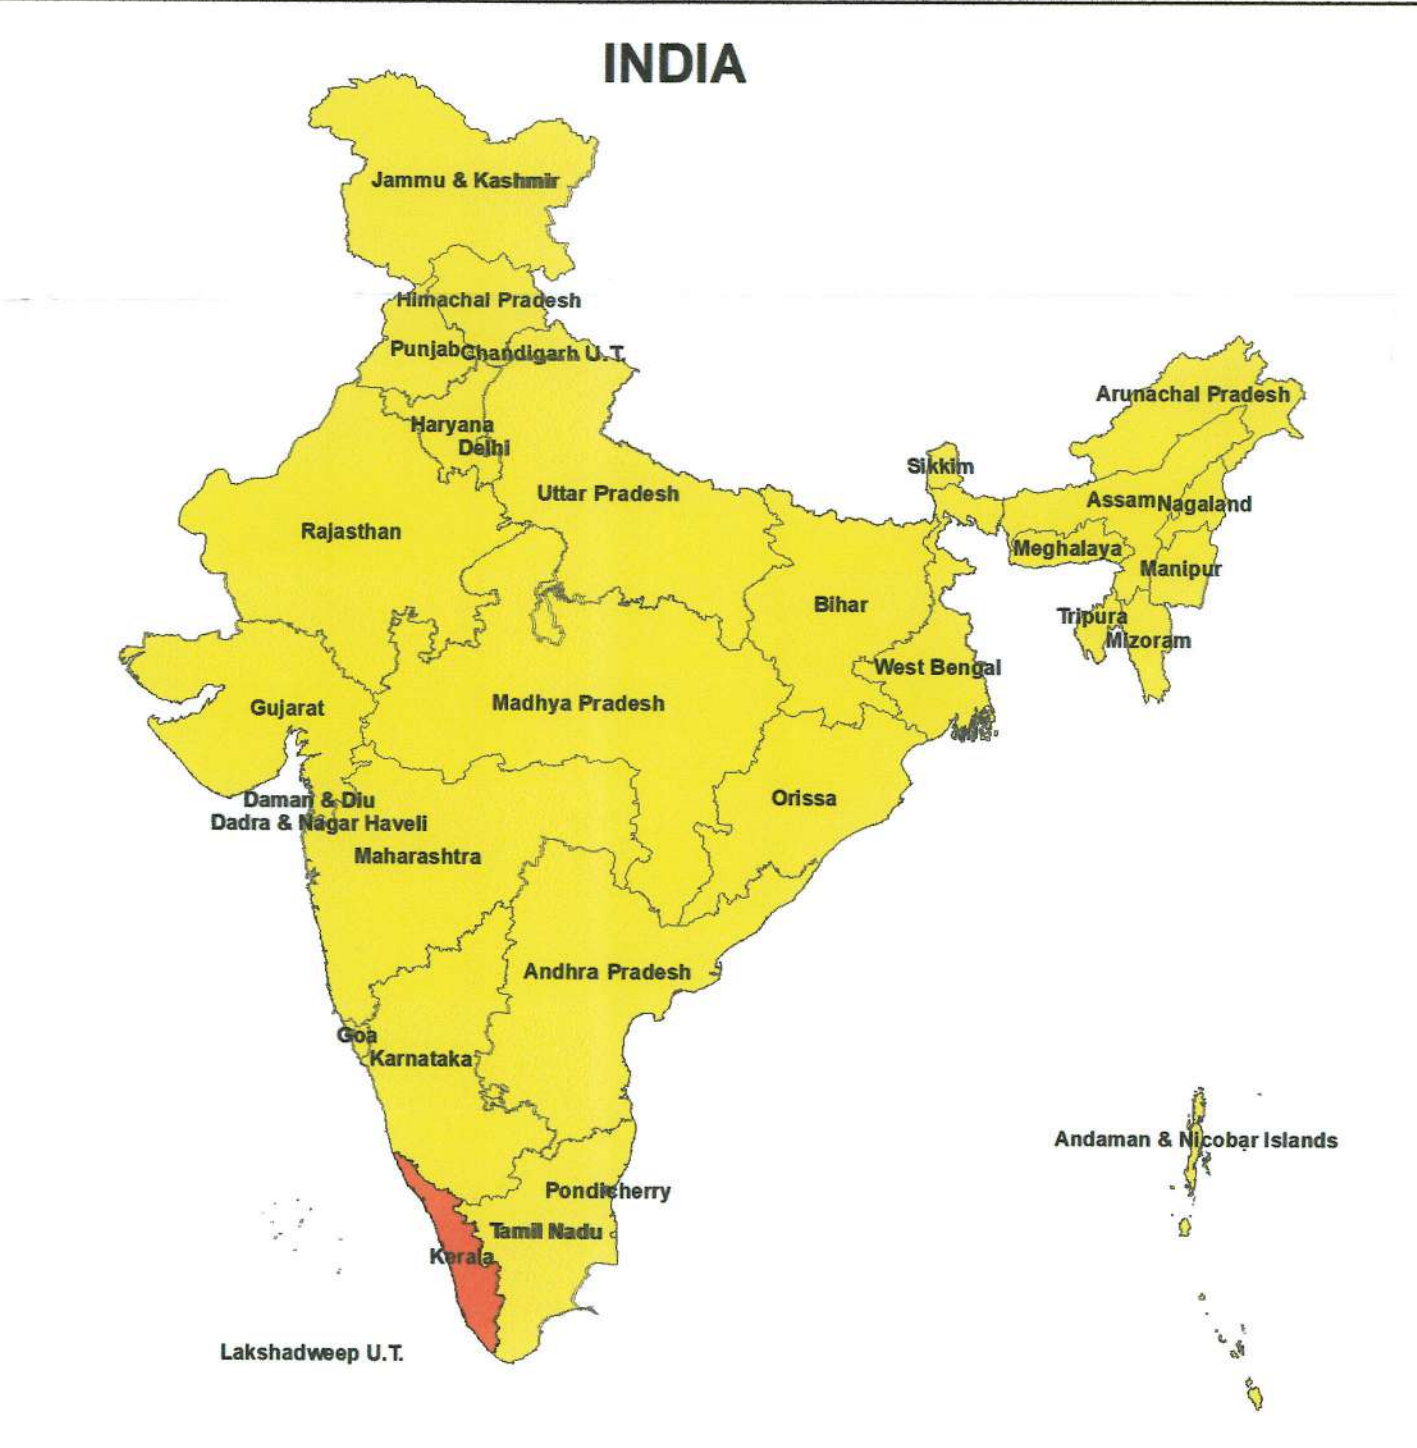 INDIA
Jammu & Kashmir
Himachal Pradesh
Punjab
Chandigarh U.T.
Arunachal Pradesh
Haryana
Delhi
Sikkim
Uttar Pradesh
Assam
Nagaland
Rajasthan
Meghalaya
Manipur
Bihar
Tripura
Mizoram
West Bengal
Madhya Pradesh
Gujarat
Orissa
Daman & Diu
Dadra & Nagar Haveli
Maharashtra
Andhra Pradesh
Goa
Karnataka
Andaman & Nicobar Islands
Pondicherry
Tamil Nadu
Kerala
Lakshadweep U.T.